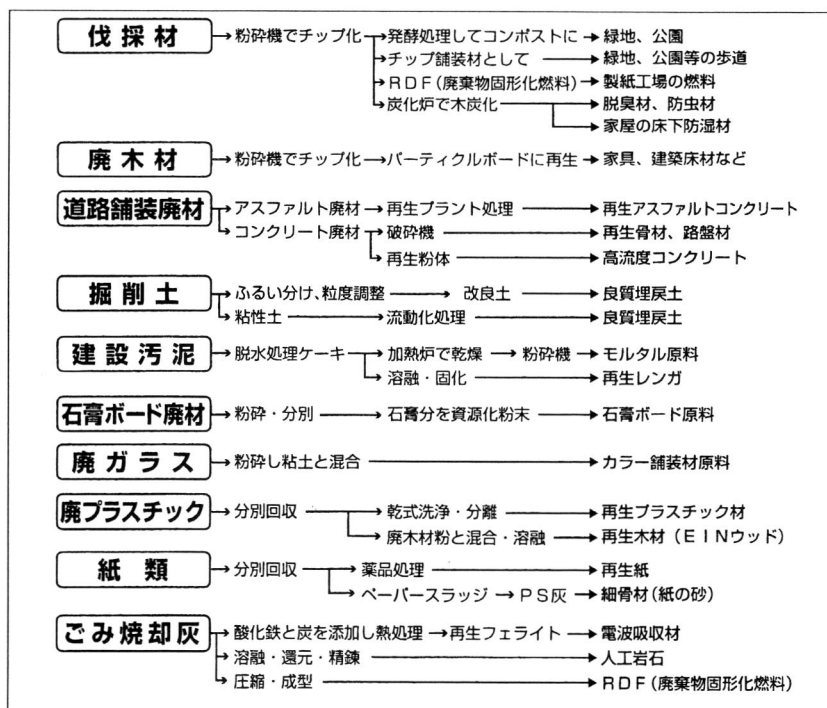 伐採材→粉砕機でチップ化→発酵処理してコンポストに→緑地、公園
→チップ舗装材として→緑地、公園等の歩道
→RDF(廃棄物固形化燃料)→製紙工場の燃料
→炭化炉で木炭化→脱臭材、防虫材
→家屋の床下防湿材
廃木材→粉砕機でチップ化→パーティクルボードに再生→家具、建築床材など
道路舗装廃材→アスファルト廃材→再生プラント処理→再生アスファルトコンクリート
→コンクリート廃材→破砕機→再生骨材、路盤材
→再生粉体→高流度コンクリート
掘削土→ふるい分け、粒度調整→改良土→良質埋戻土
→粘性土→流動化処理→良質埋戻土
建設汚泥→脱水処理ケーキ→加熱炉で乾燥→粉砕機→モルタル原料
→溶融・固化→再生レンガ
石膏ボード廃材→粉砕・分別→石膏分を資源化粉末→石膏ボード原料
廃ガラス→粉砕し粘土と混合→カラー舗装材原料
廃プラスチック→分別回収→乾式洗浄・分離→再生プラスチック材
→廃木材粉と混合・溶融→再生木材(EINウッド)
紙類→分別回収→薬品処理→再生紙
→ペーパースラッジ→PS灰→細骨材(紙の砂)
ごみ焼却灰→酸化鉄と炭を添加し熱処理→再生フェライト→電波吸収材
→溶融・還元・精錬→人工岩石
→圧縮・成型→RDF(廃棄物固形化燃料)